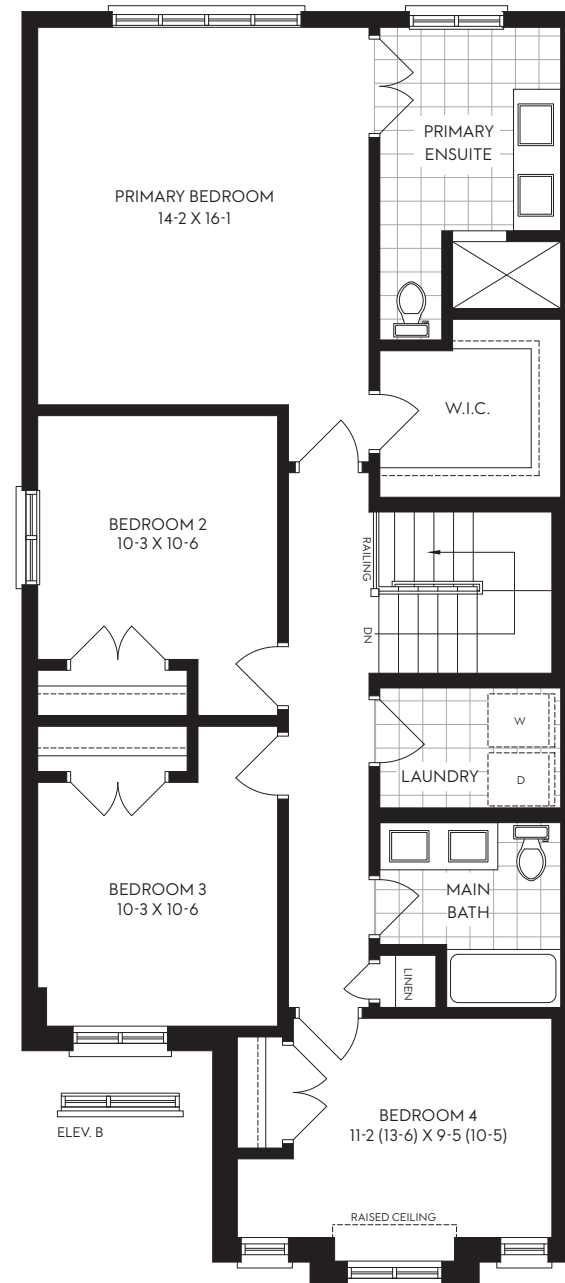 PRIMARY
ENSUITE
PRIMARY BEDROOM
14-2 X 16-1
W.I.C.
BEDROOM 2
10-3 X 10-6
RAILING
DN
W
LAUNDRY
D
BEDROOM 3
10-3 X 10-6
MAIN
BATH
LINEN
ELEV. B
BEDROOM 4
11-2 (13-6) X 9-5 (10-5)
RAISED CEILING